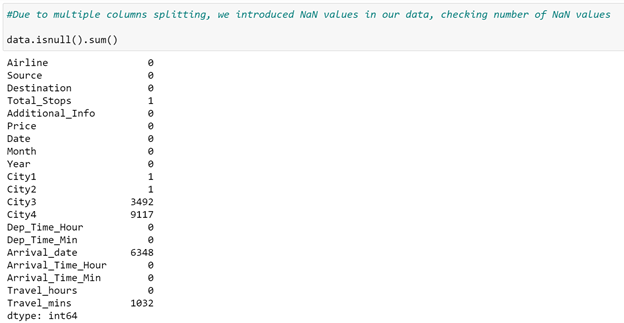 #Due to multiple columns splitting, we introduced NaN values in our data, checking number of NaN values
data.isnull().sum()
Airline 0
Source 0
Destination 0
Total_Stops 1
Additional_Info 0
Price 0
Date 0
Month 0
Year 0
City1 1
City2 1
City3 3492
City4 9117
Dep_Time_Hour 0
Dep_Time_Min 0
Arrival_date 6348
Arrival_Time_Hour 0
Arrival_Time_Min 0
Travel_hours 0
Travel_mins 1032
dtype: int64